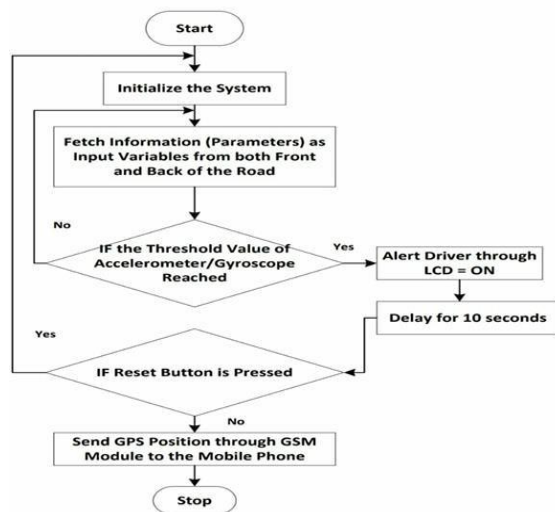 Start
Initialize the System
Fetch Information (Parameters) as
Input Variables from both Front
and Back of the Road
No
IF the Threshold Value of
Accelerometer/Gyroscope
Reached
Yes
Alert Driver through
LCD = ON
Delay for 10 seconds
Yes
IF Reset Button is Pressed
No
Send GPS Position through GSM
Module to the Mobile Phone
Stop